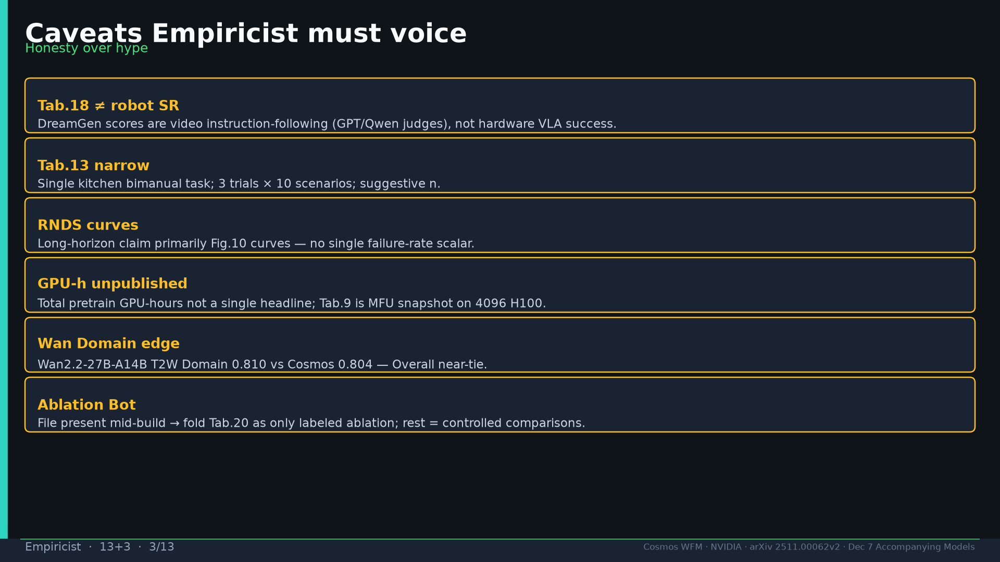 Caveats Empiricist must voice
Honesty over hype
Tab.18 ≠ robot SR
DreamGen scores are video instruction-following (GPT/Qwen judges), not hardware VLA success.
Tab.13 narrow
Single kitchen bimanual task; 3 trials × 10 scenarios; suggestive n.
RNDS curves
Long-horizon claim primarily Fig.10 curves — no single failure-rate scalar.
GPU-h unpublished
Total pretrain GPU-hours not a single headline; Tab.9 is MFU snapshot on 4096 H100.
Wan Domain edge
Wan2.2-27B-A14B T2W Domain 0.810 vs Cosmos 0.804 — Overall near-tie.
Ablation Bot
File present mid-build → fold Tab.20 as only labeled ablation; rest = controlled comparisons.
Empiricist · 13+3 · 3/13
Cosmos WFM · NVIDIA · arXiv 2511.00062v2 · Dec 7 Accompanying Models